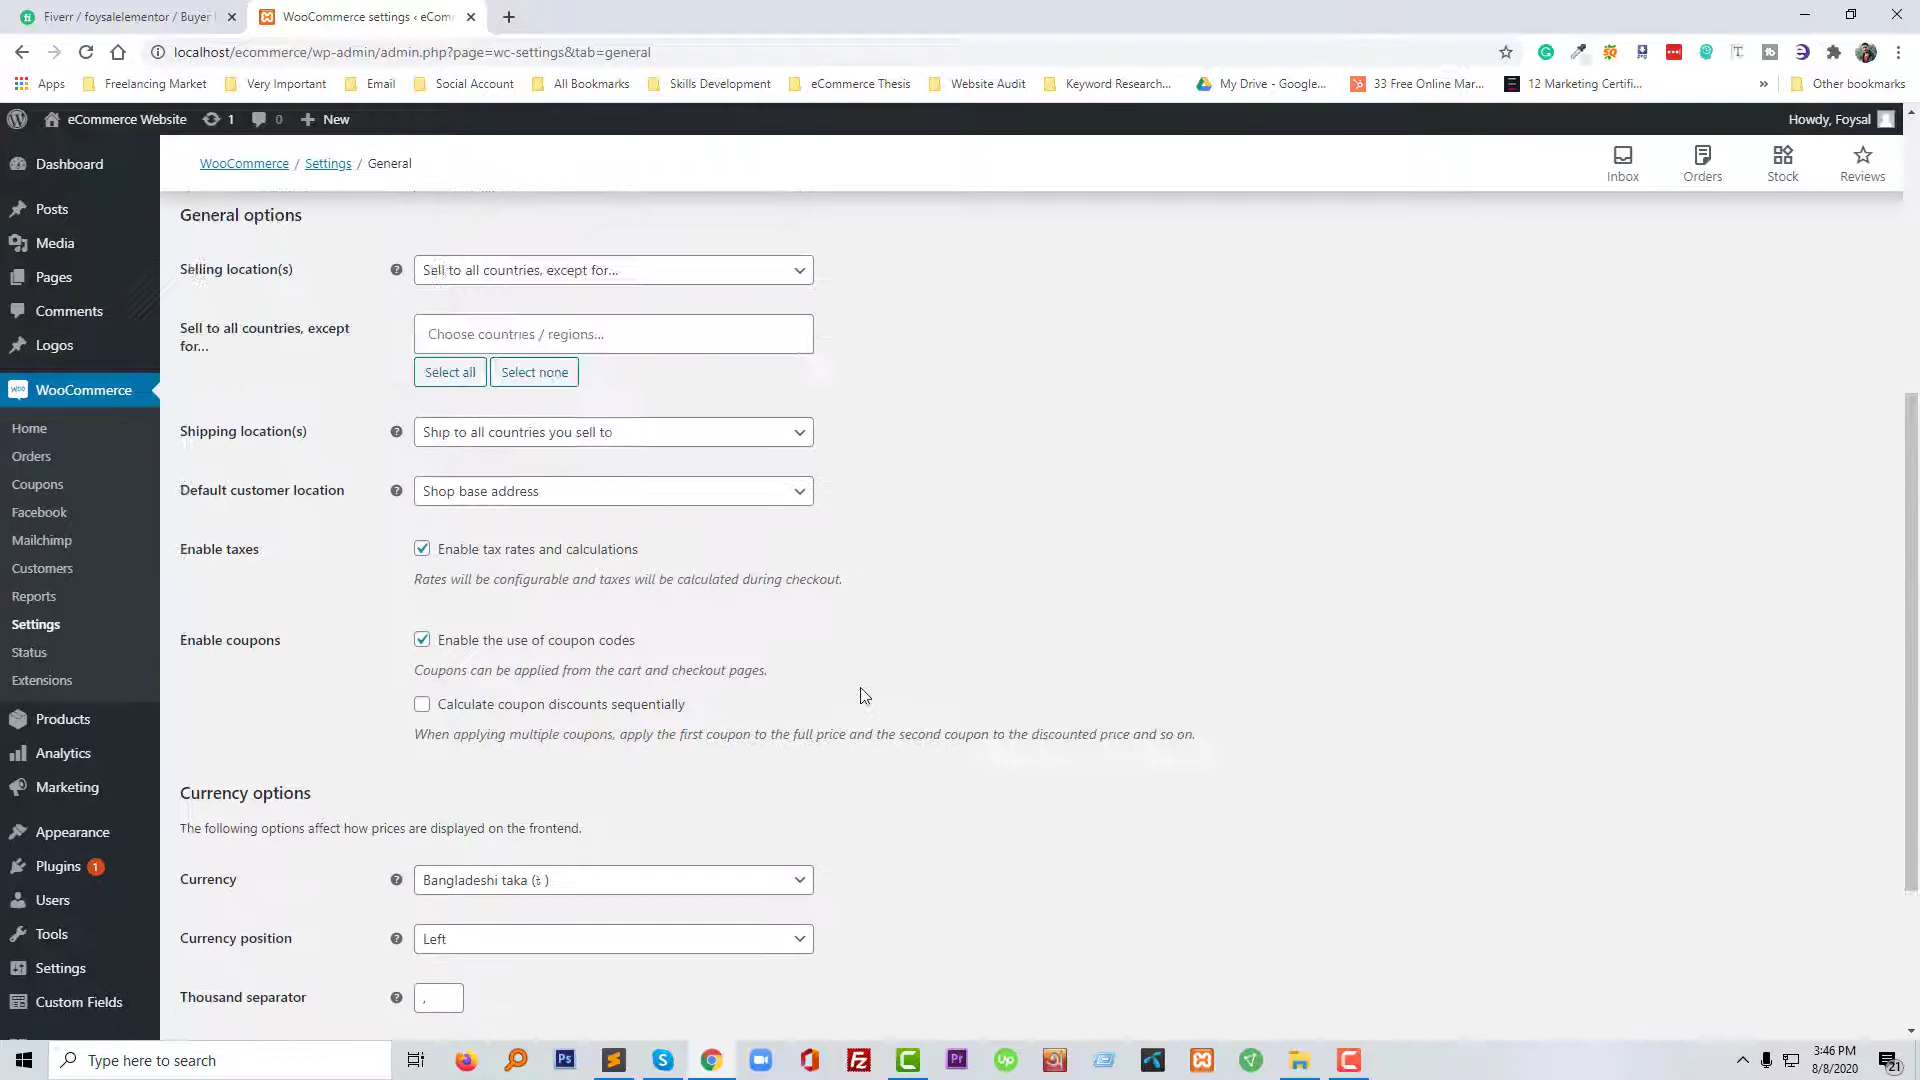 Fiverr / foysalelementor / Buyer
WooCommerce settings ‹ eCom
localhost/ecommerce/wp-admin/admin.php?page=wc-settings&tab=general
Apps
Freelancing Market
Very Important
Email
Social Account
All Bookmarks
Skills Development
eCommerce Thesis
Website Audit
Keyword Research...
My Drive - Google...
33 Free Online Mar...
12 Marketing Certifi...
»
Other bookmarks
eCommerce Website
1
0
New
Howdy, Foysal
WooCommerce / Settings / General
Inbox
Orders
Stock
Reviews
Dashboard
Posts
Media
Pages
Comments
Logos
WooCommerce
Home
Orders
Coupons
Facebook
Mailchimp
Customers
Reports
Settings
Status
Extensions
Products
Analytics
Marketing
Appearance
Plugins 1
Users
Tools
Settings
Custom Fields
General options
Selling location(s)
Sell to all countries, except for...
Sell to all countries, except
for...
Choose countries / regions...
Select all
Select none
Shipping location(s)
Ship to all countries you sell to
Default customer location
Shop base address
Enable taxes
Enable tax rates and calculations
Rates will be configurable and taxes will be calculated during checkout.
Enable coupons
Enable the use of coupon codes
Coupons can be applied from the cart and checkout pages.
Calculate coupon discounts sequentially
When applying multiple coupons, apply the first coupon to the full price and the second coupon to the discounted price and so on.
Currency options
The following options affect how prices are displayed on the frontend.
Currency
Bangladeshi taka (৳ )
Currency position
Left
Thousand separator
,
Type here to search
3:46 PM
8/8/2020
21